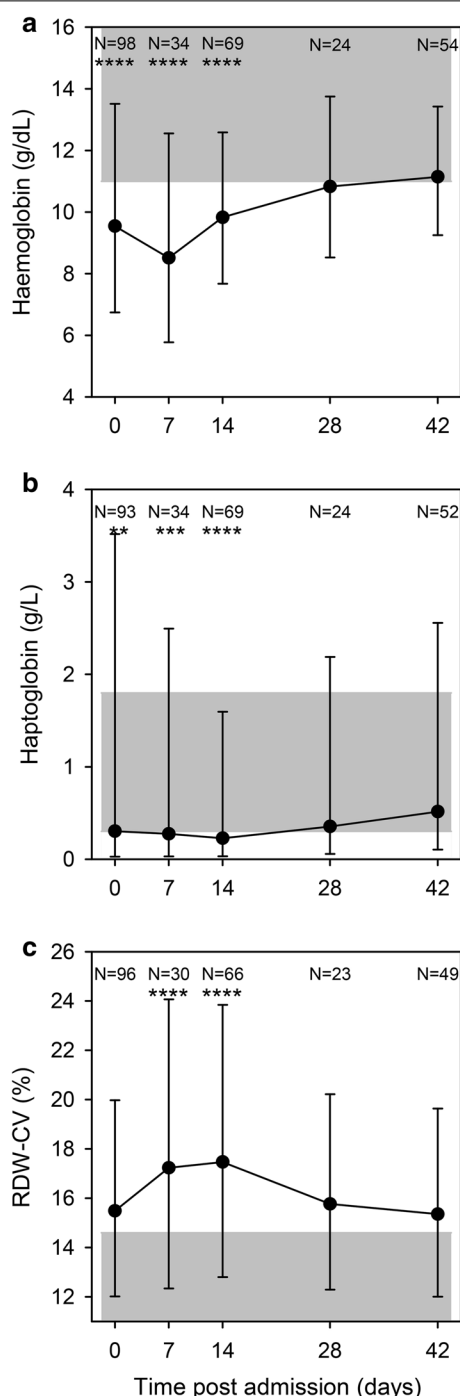 a
16
14
12
10
8
6
4
Haemoglobin (g/dL)
N=98 N=34 N=69 N=24 N=54
**** **** ****
0 7 14 28 42
b
4
3
2
1
0
Haptoglobin (g/L)
N=93 N=34 N=69 N=24 N=52
** *** ****
0 7 14 28 42
c
26
24
22
20
18
16
14
12
RDW-CV (%)
N=96 N=30 N=66 N=23 N=49
**** ****
0 7 14 28 42
Time post admission (days)